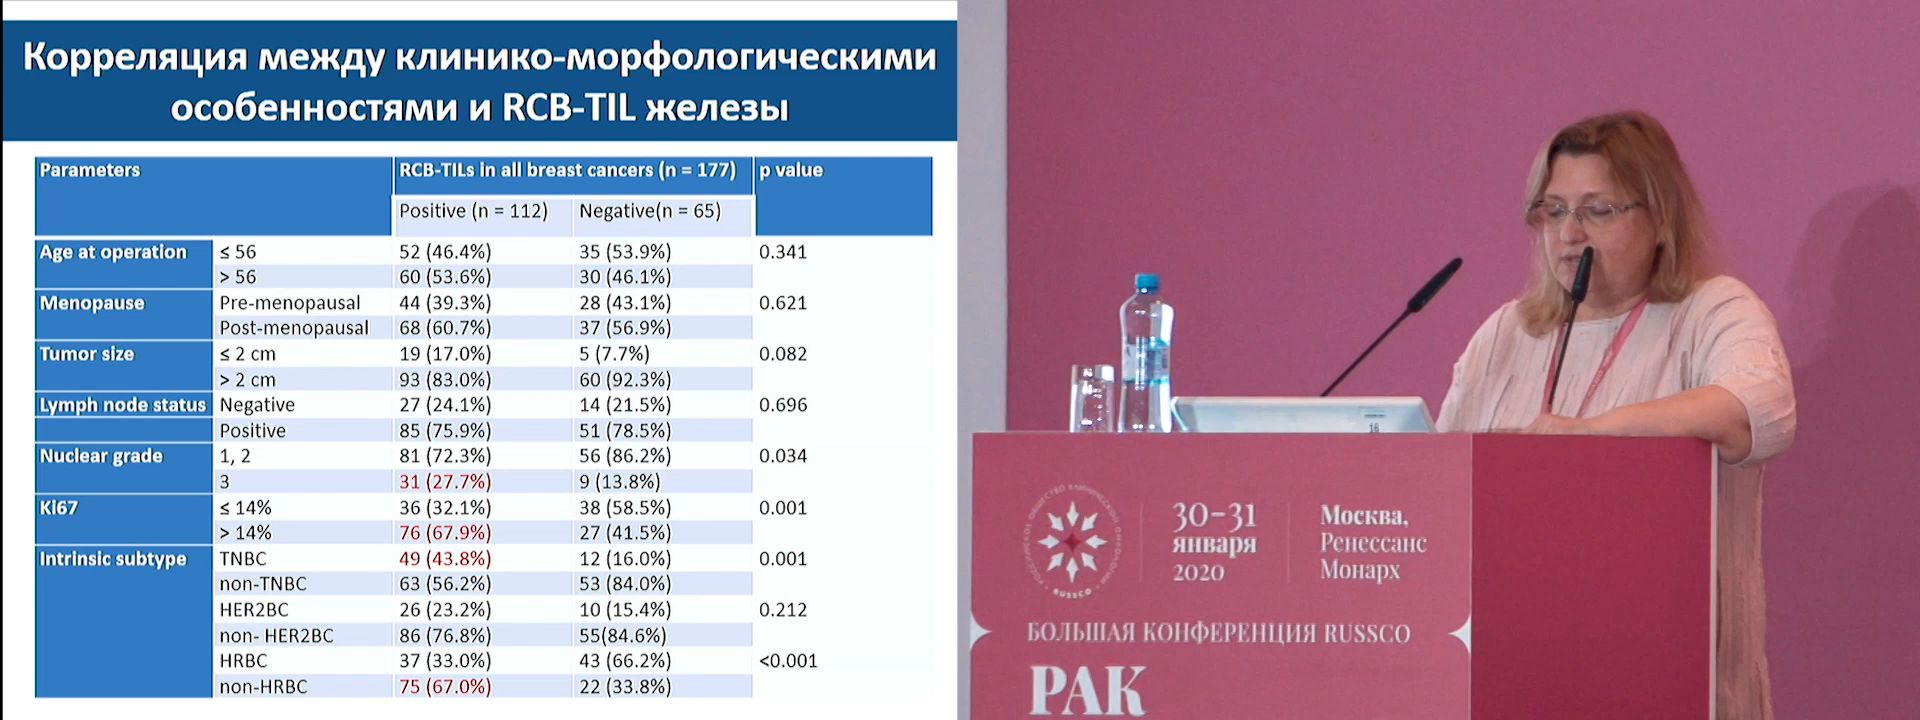 Корреляция между клинико-морфологическими
особенностями и RCB-TIL железы
Parameters RCB-TILs in all breast cancers (n = 177) p value
Positive (n = 112) Negative(n = 65)
Age at operation ≤ 56 52 (46.4%) 35 (53.9%) 0.341
> 56 60 (53.6%) 30 (46.1%)
Menopause Pre-menopausal 44 (39.3%) 28 (43.1%) 0.621
Post-menopausal 68 (60.7%) 37 (56.9%)
Tumor size ≤ 2 cm 19 (17.0%) 5 (7.7%) 0.082
> 2 cm 93 (83.0%) 60 (92.3%)
Lymph node status Negative 27 (24.1%) 14 (21.5%) 0.696
Positive 85 (75.9%) 51 (78.5%)
Nuclear grade 1, 2 81 (72.3%) 56 (86.2%) 0.034
3 31 (27.7%) 9 (13.8%)
Ki67 ≤ 14% 36 (32.1%) 38 (58.5%) 0.001
> 14% 76 (67.9%) 27 (41.5%)
Intrinsic subtype TNBC 49 (43.8%) 12 (16.0%) 0.001
non-TNBC 63 (56.2%) 53 (84.0%)
HER2BC 26 (23.2%) 10 (15.4%) 0.212
non- HER2BC 86 (76.8%) 55(84.6%)
HRBC 37 (33.0%) 43 (66.2%) <0.001
non-HRBC 75 (67.0%) 22 (33.8%)
16
RUSSCO
30-31
января
2020
Москва,
Ренессанс
Монарх
БОЛЬШАЯ КОНФЕРЕНЦИЯ RUSSCO
РАК